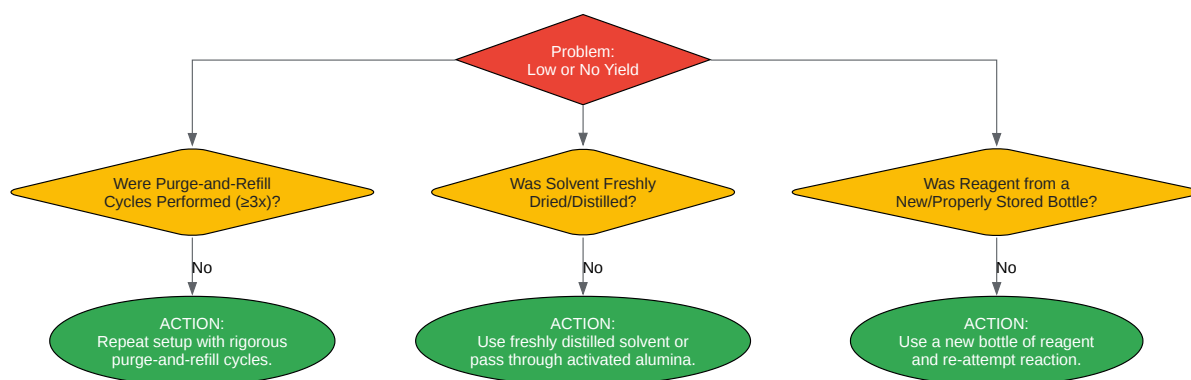 Problem:
Low or No Yield
Were Purge-and-Refill
Cycles Performed (≥3x)?
Was Solvent Freshly
Dried/Distilled?
Was Reagent from a
New/Properly Stored Bottle?
No
No
No
ACTION:
Repeat setup with rigorous
purge-and-refill cycles.
ACTION:
Use freshly distilled solvent or
pass through activated alumina.
ACTION:
Use a new bottle of reagent
and re-attempt reaction.